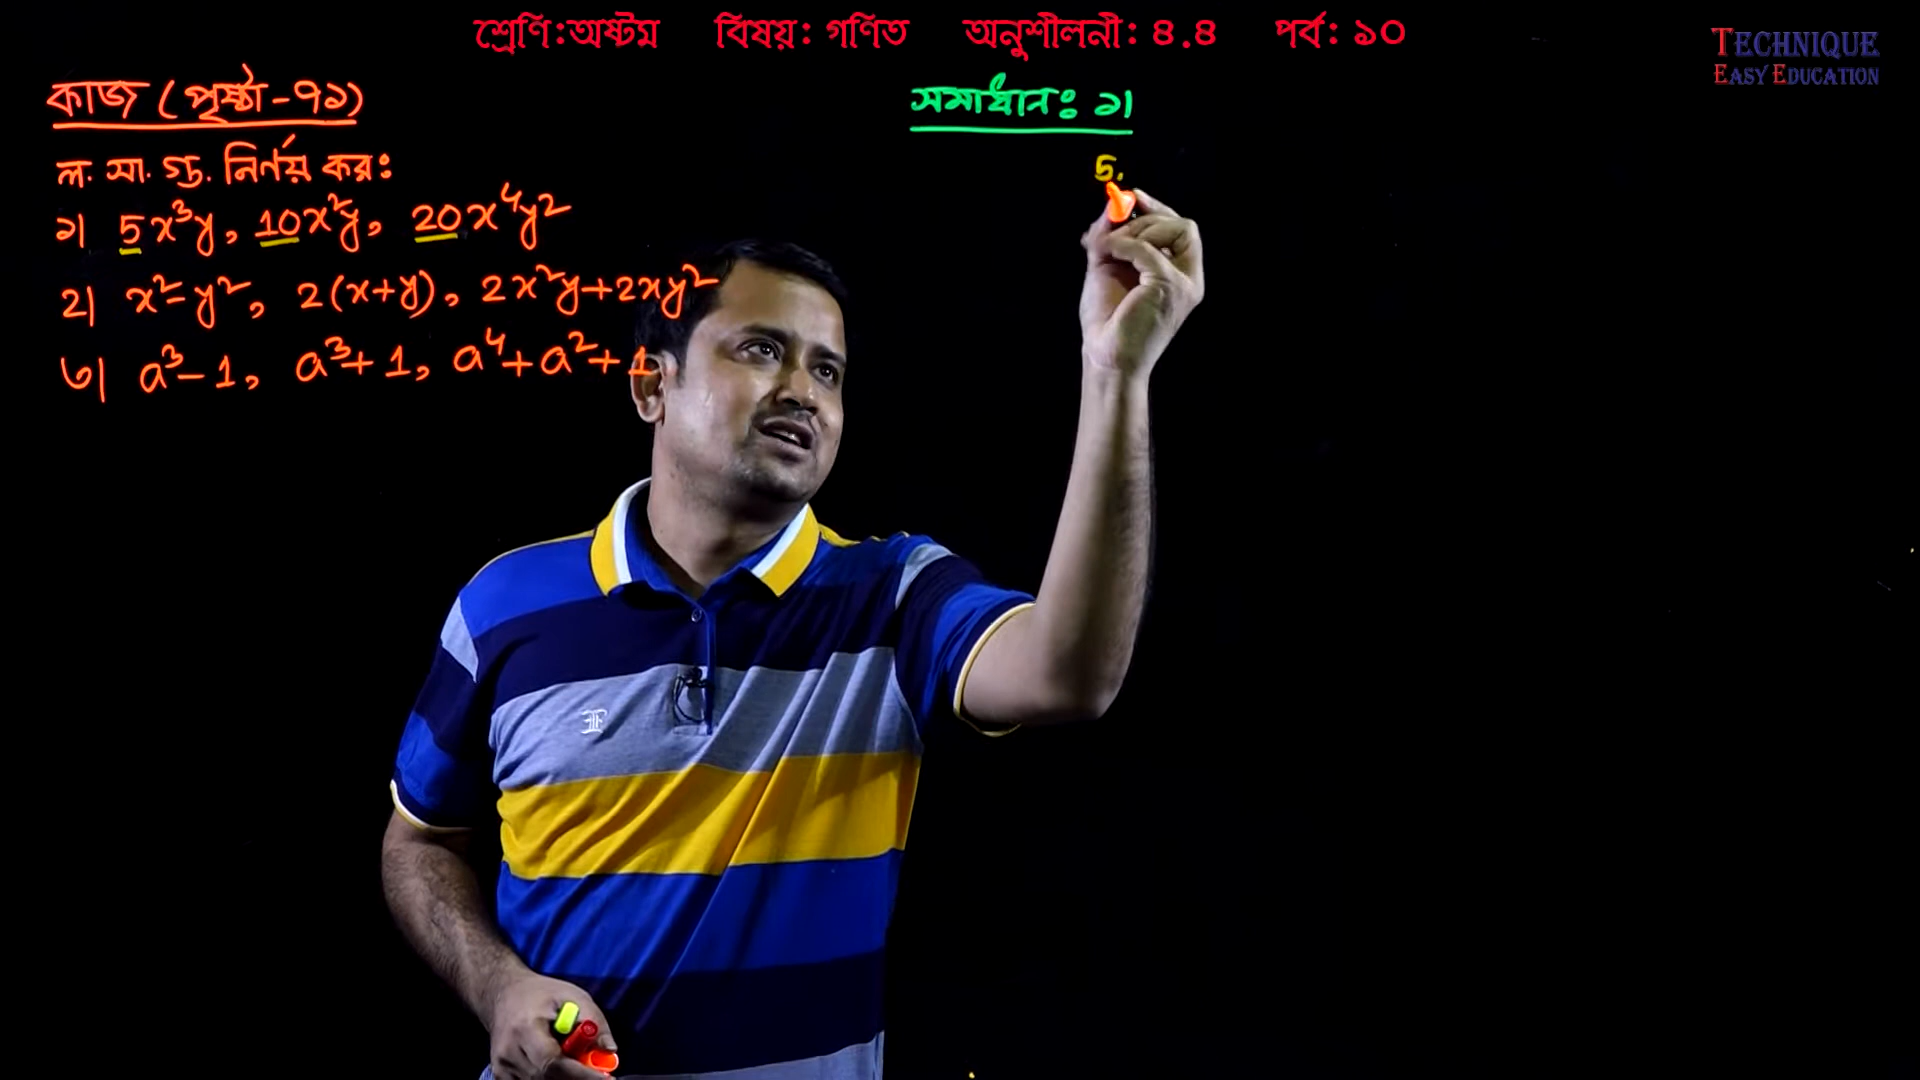 শ্রেণি:অষ্টম বিষয়: গণিত অনুশীলনী: ৪.৪ পর্ব: ১০
TECHNIQUE
EASY EDUCATION
কাজ (পৃষ্ঠা-৭১)
ল. সা. গু. নির্ণয় কর:
১। 5x³y, 10x²y, 20x⁴y²
২। x²-y², 2(x+y), 2x²y+2xy²
৩। a³-1, a³+1, a⁴+a²+1
সমাধান: ১।
5,